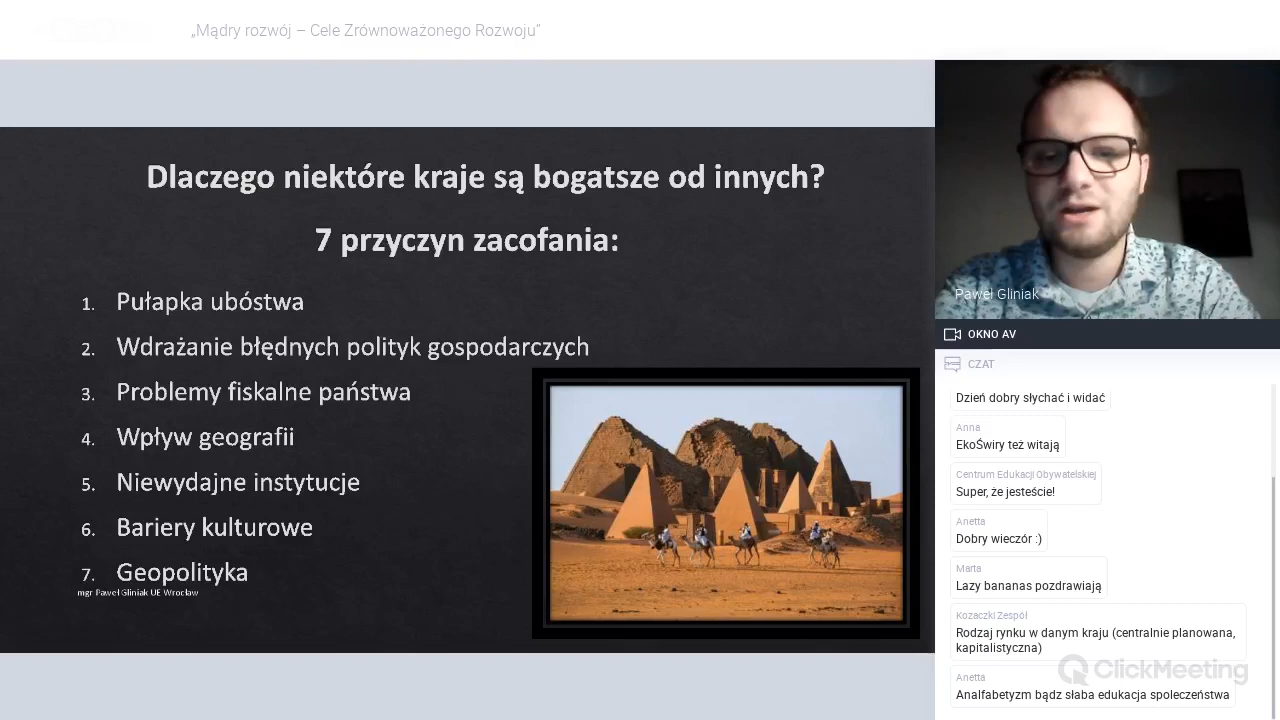 „Mądry rozwój – Cele Zrównoważonego Rozwoju”
Dlaczego niektóre kraje są bogatsze od innych?
7 przyczyn zacofania:
1. Pułapka ubóstwa
2. Wdrażanie błędnych polityk gospodarczych
3. Problemy fiskalne państwa
4. Wpływ geografii
5. Niewydajne instytucje
6. Bariery kulturowe
7. Geopolityka
mgr Paweł Gliniak UE Wrocław
Paweł Gliniak
OKNO AV
CZAT
Dzień dobry słychać i widać
Anna
EkoŚwiry też witają
Centrum Edukacji Obywatelskiej
Super, że jesteście!
Anetta
Dobry wieczór :)
Marta
Lazy bananas pozdrawiają
Kozaczki Zespół
Rodzaj rynku w danym kraju (centralnie planowana,
kapitalistyczna)
ClickMeeting
Anetta
Analfabetyzm bądz słaba edukacja spoleczeństwa